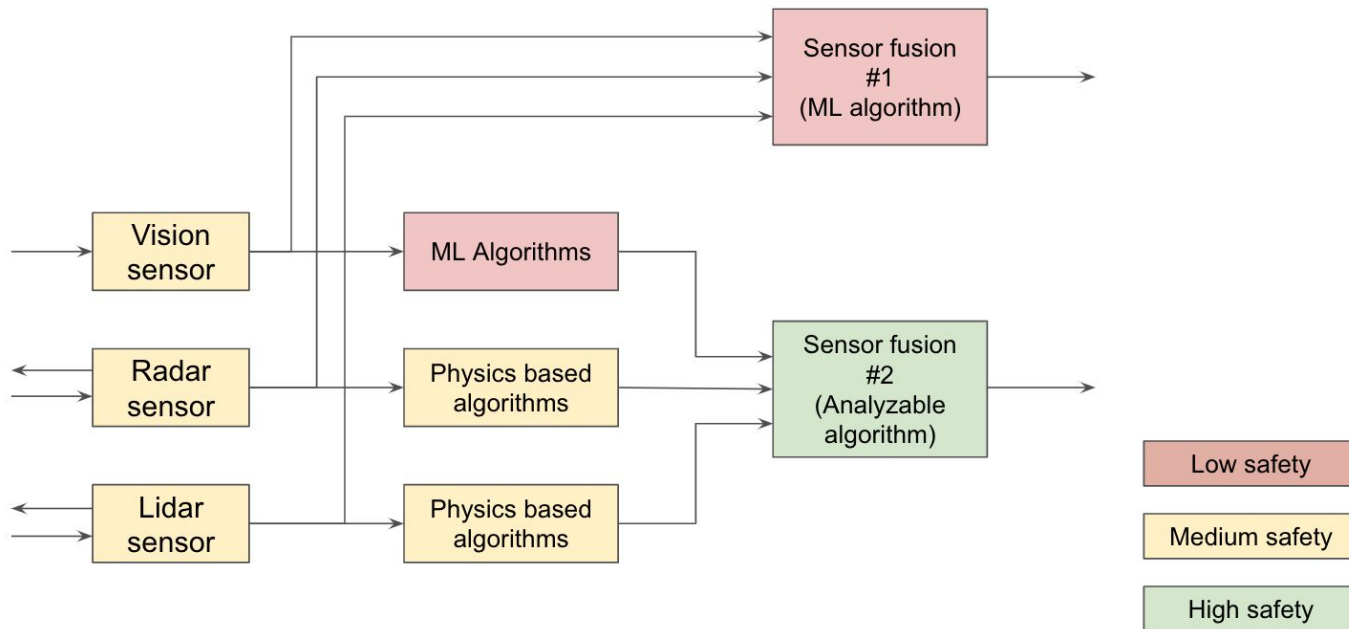 Sensor fusion
#1
(ML algorithm)
Vision
sensor
ML Algorithms
Radar
sensor
Physics based
algorithms
Sensor fusion
#2
(Analyzable
algorithm)
Lidar
sensor
Physics based
algorithms
Low safety
Medium safety
High safety